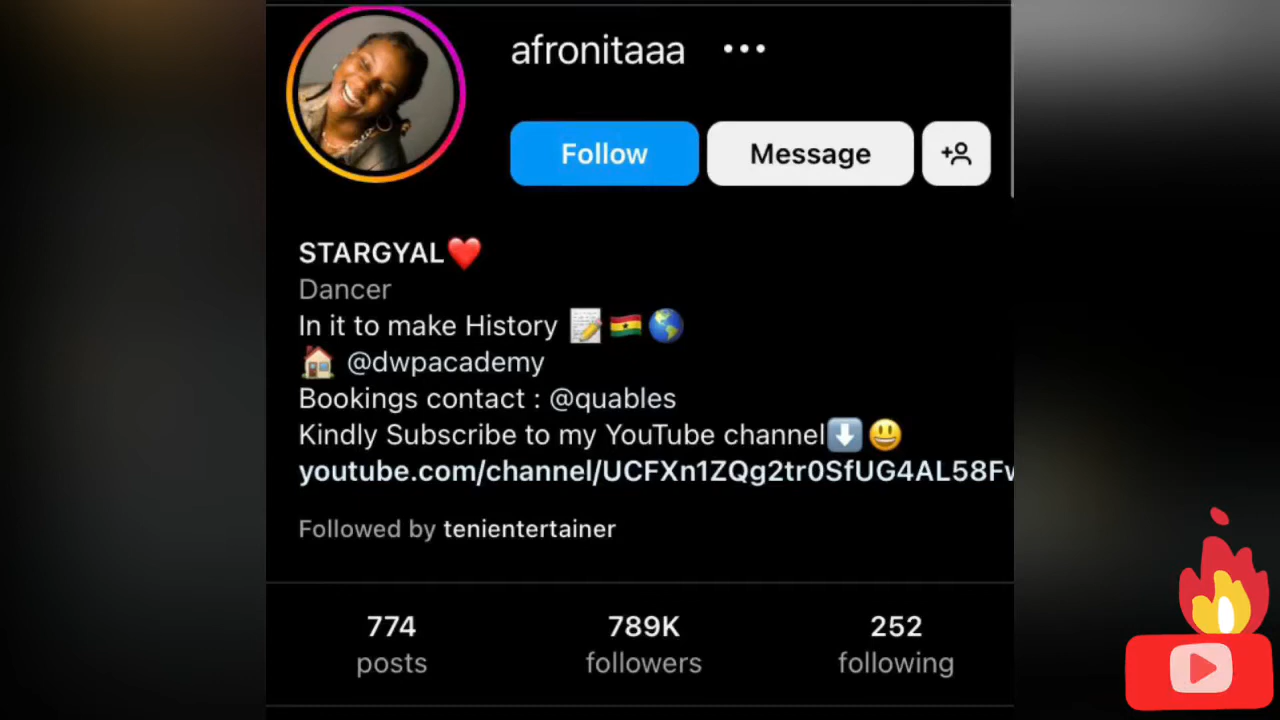 afronitaaa
Follow Message
STARGYAL❤️
Dancer
In it to make History 📝🇬🇭🌎
🏠 @dwpacademy
Bookings contact : @quables
Kindly Subscribe to my YouTube channel⬇️😃
youtube.com/channel/UCFXn1ZQg2tr0SfUG4AL58F
Followed by tenientertainer
774 789K 252
posts followers following